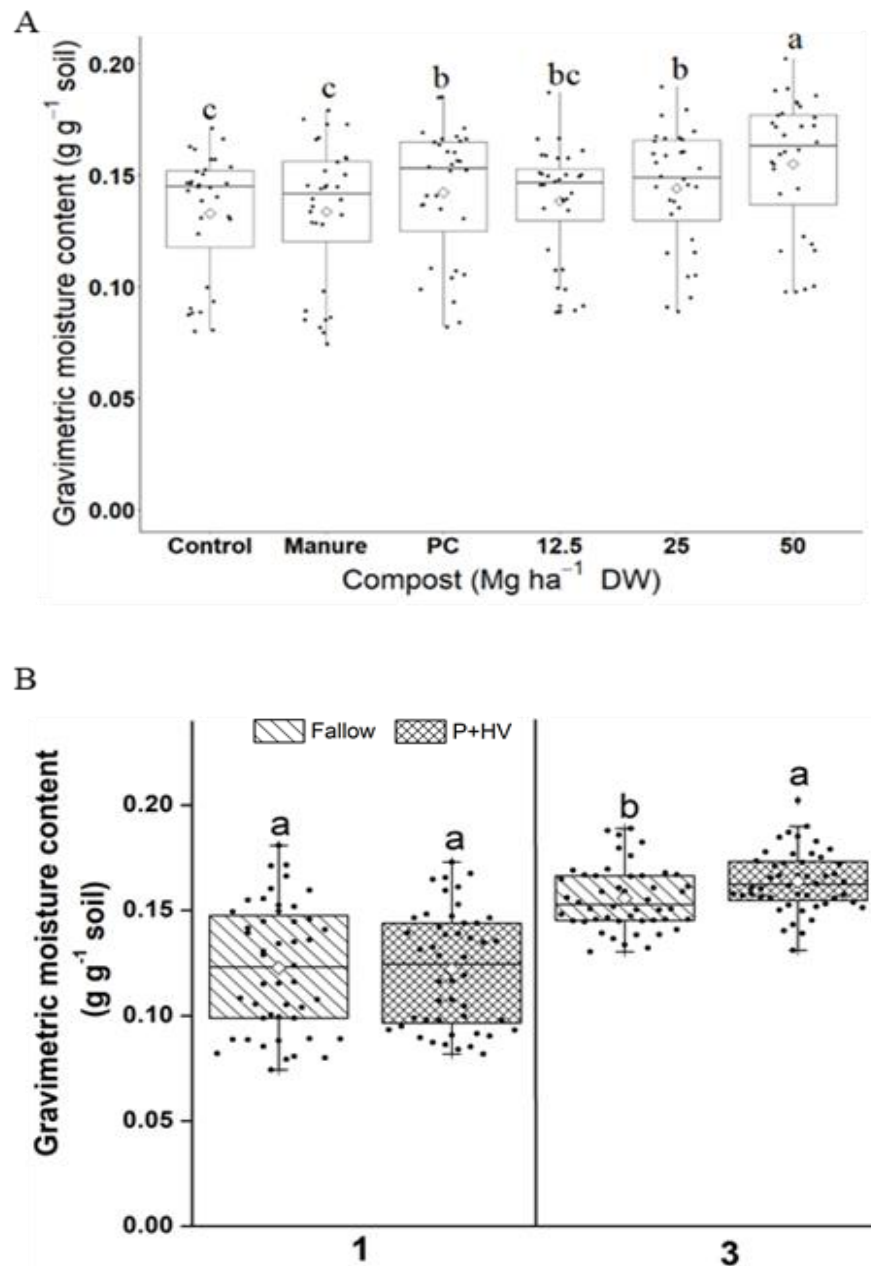 A
Gravimetric moisture content (g g⁻¹ soil)
0.20
0.15
0.10
0.05
0.00
c
c
b
bc
b
a
Control Manure PC 12.5 25 50
Compost (Mg ha⁻¹ DW)
B
Gravimetric moisture content
(g g⁻¹ soil)
Fallow P+HV
0.20
0.15
0.10
0.05
0.00
a
a
b
a
1 3